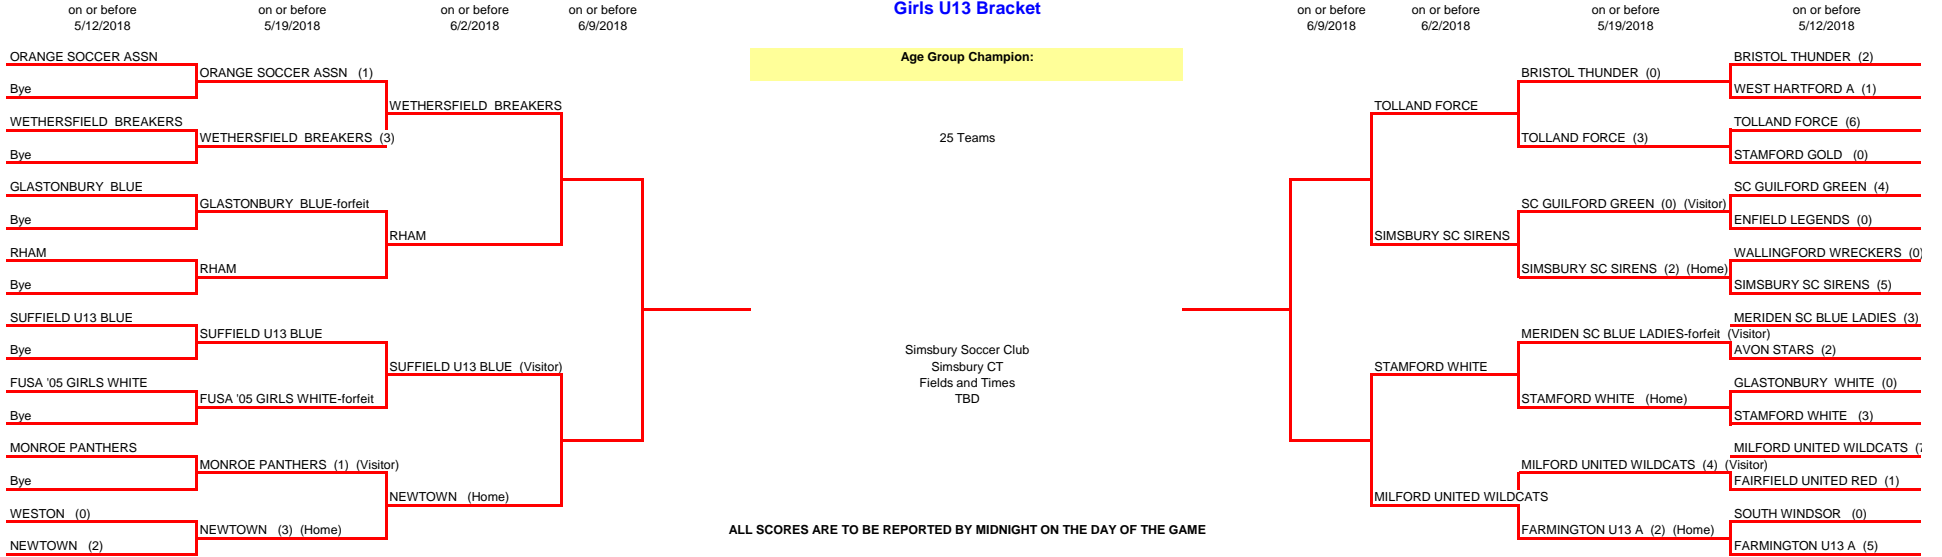 on or before
5/12/2018
on or before
5/19/2018
on or before
6/2/2018
on or before
6/9/2018
Girls U13 Bracket
on or before
6/9/2018
on or before
6/2/2018
on or before
5/19/2018
on or before
5/12/2018
ORANGE SOCCER ASSN
Bye
WETHERSFIELD BREAKERS
Bye
GLASTONBURY BLUE
Bye
RHAM
Bye
SUFFIELD U13 BLUE
Bye
FUSA '05 GIRLS WHITE
Bye
MONROE PANTHERS
Bye
WESTON (0)
NEWTOWN (2)
ORANGE SOCCER ASSN (1)
WETHERSFIELD BREAKERS (3)
GLASTONBURY BLUE-forfeit
RHAM
SUFFIELD U13 BLUE
FUSA '05 GIRLS WHITE-forfeit
MONROE PANTHERS (1) (Visitor)
NEWTOWN (3) (Home)
WETHERSFIELD BREAKERS
RHAM
SUFFIELD U13 BLUE (Visitor)
NEWTOWN (Home)
Age Group Champion:
25 Teams
Simsbury Soccer Club
Simsbury CT
Fields and Times
TBD
ALL SCORES ARE TO BE REPORTED BY MIDNIGHT ON THE DAY OF THE GAME
TOLLAND FORCE
SIMSBURY SC SIRENS
STAMFORD WHITE
MILFORD UNITED WILDCATS
BRISTOL THUNDER (0)
TOLLAND FORCE (3)
SC GUILFORD GREEN (0) (Visitor)
SIMSBURY SC SIRENS (2) (Home)
MERIDEN SC BLUE LADIES-forfeit (Visitor)
STAMFORD WHITE (Home)
MILFORD UNITED WILDCATS (4) (Visitor)
FARMINGTON U13 A (2) (Home)
BRISTOL THUNDER (2)
WEST HARTFORD A (1)
TOLLAND FORCE (6)
STAMFORD GOLD (0)
SC GUILFORD GREEN (4)
ENFIELD LEGENDS (0)
WALLINGFORD WRECKERS (0)
SIMSBURY SC SIRENS (5)
MERIDEN SC BLUE LADIES (3)
AVON STARS (2)
GLASTONBURY WHITE (0)
STAMFORD WHITE (3)
MILFORD UNITED WILDCATS
FAIRFIELD UNITED RED (1)
SOUTH WINDSOR (0)
FARMINGTON U13 A (5)